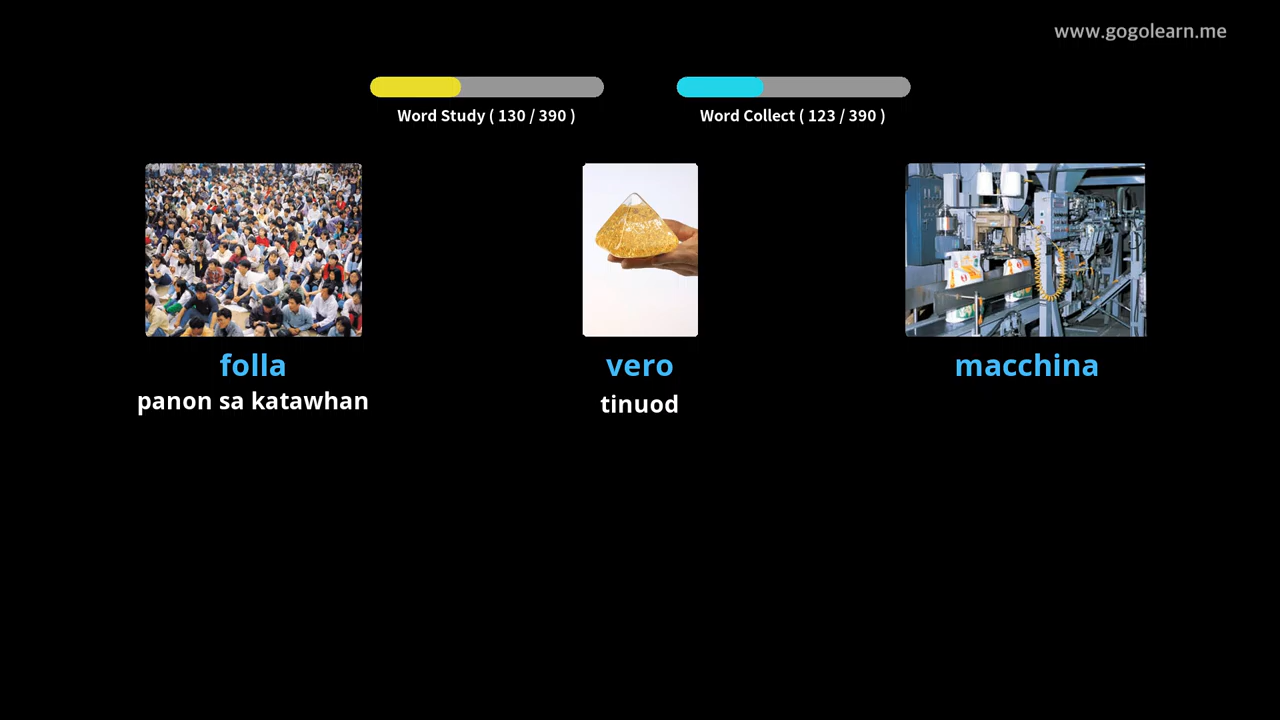 www.gogolearn.me
Word Study ( 130 / 390 )
Word Collect ( 123 / 390 )
folla
panon sa katawhan
vero
tinuod
macchina